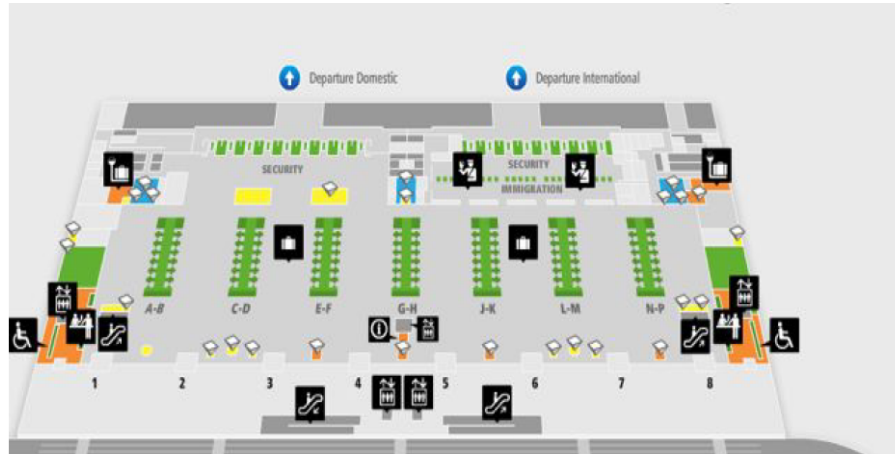 Departure Domestic
Departure International
SECURITY
SECURITY
IMMIGRATION
A-B
C-D
E-F
G-H
J-K
L-M
N-P
i
1
2
3
4
5
6
7
8